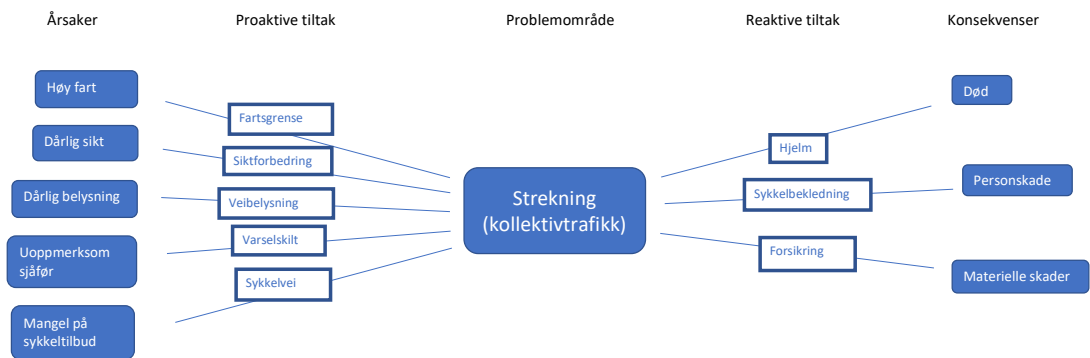 Årsaker
Proaktive tiltak
Problemområde
Reaktive tiltak
Konsekvenser
Høy fart
Dårlig sikt
Dårlig belysning
Uoppmerksom
sjåfør
Mangel på
sykkeltilbud
Fartsgrense
Siktforbedring
Veibelysning
Varselskilt
Sykkelvei
Strekning
(kollektivtrafikk)
Hjelm
Sykkelbekledning
Forsikring
Død
Personskade
Materielle skader